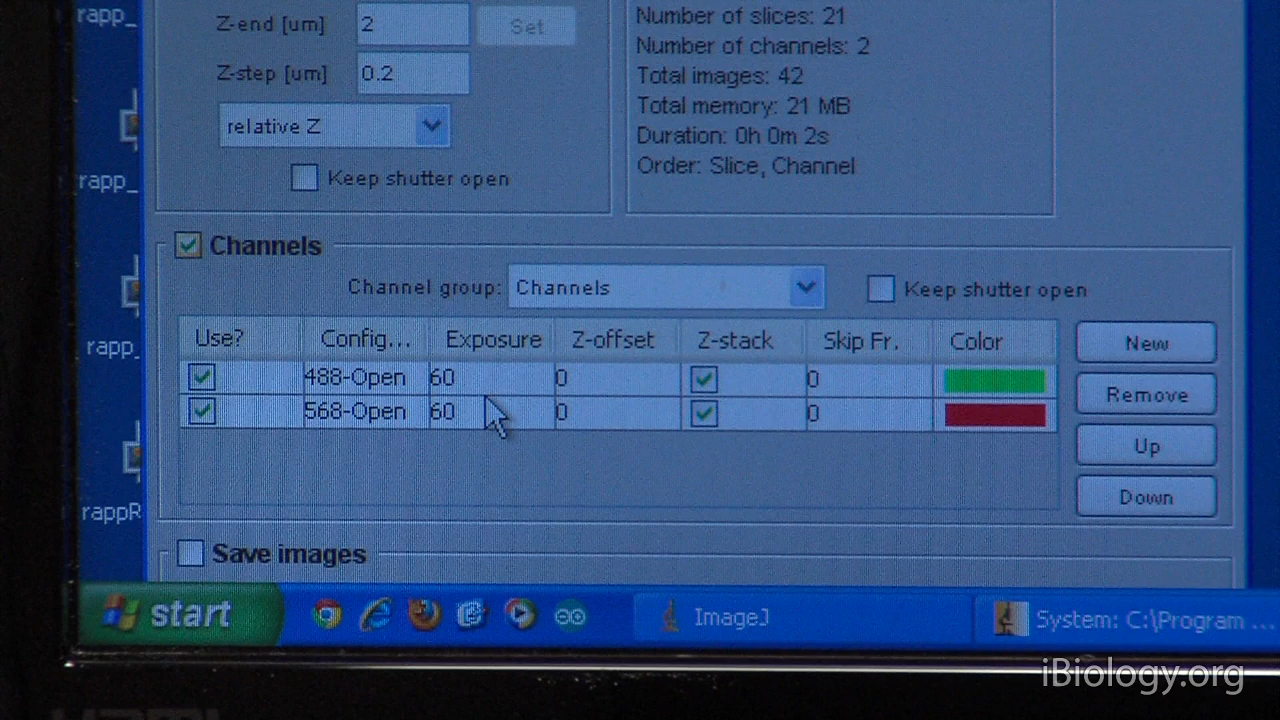 rapp_
Z-end [um] 2 Set
Z-step [um] 0.2
relative Z
Keep shutter open
Number of slices: 21
Number of channels: 2
Total images: 42
Total memory: 21 MB
Duration: 0h 0m 2s
Order: Slice, Channel
rapp_
Channels
Channel group: Channels Keep shutter open
rapp_
Use? Config... Exposure Z-offset Z-stack Skip Fr. Color
488-Open 60 0 0
568-Open 60 0 0
New
Remove
Up
Down
rappR
Save images
start ImageJ System: C:\Program ...
iBiology.org